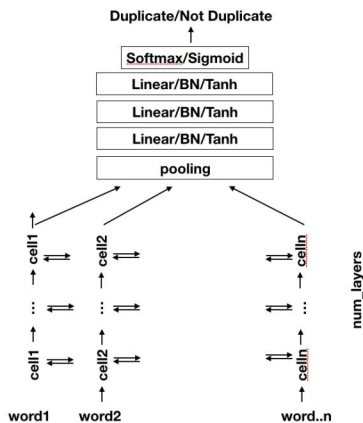 Duplicate/Not Duplicate
Softmax/Sigmoid
Linear/BN/Tanh
Linear/BN/Tanh
Linear/BN/Tanh
pooling
cell1 cell2 celln
... ... ...
cell1 cell2 celln
num_layers
word1 word2 word..n